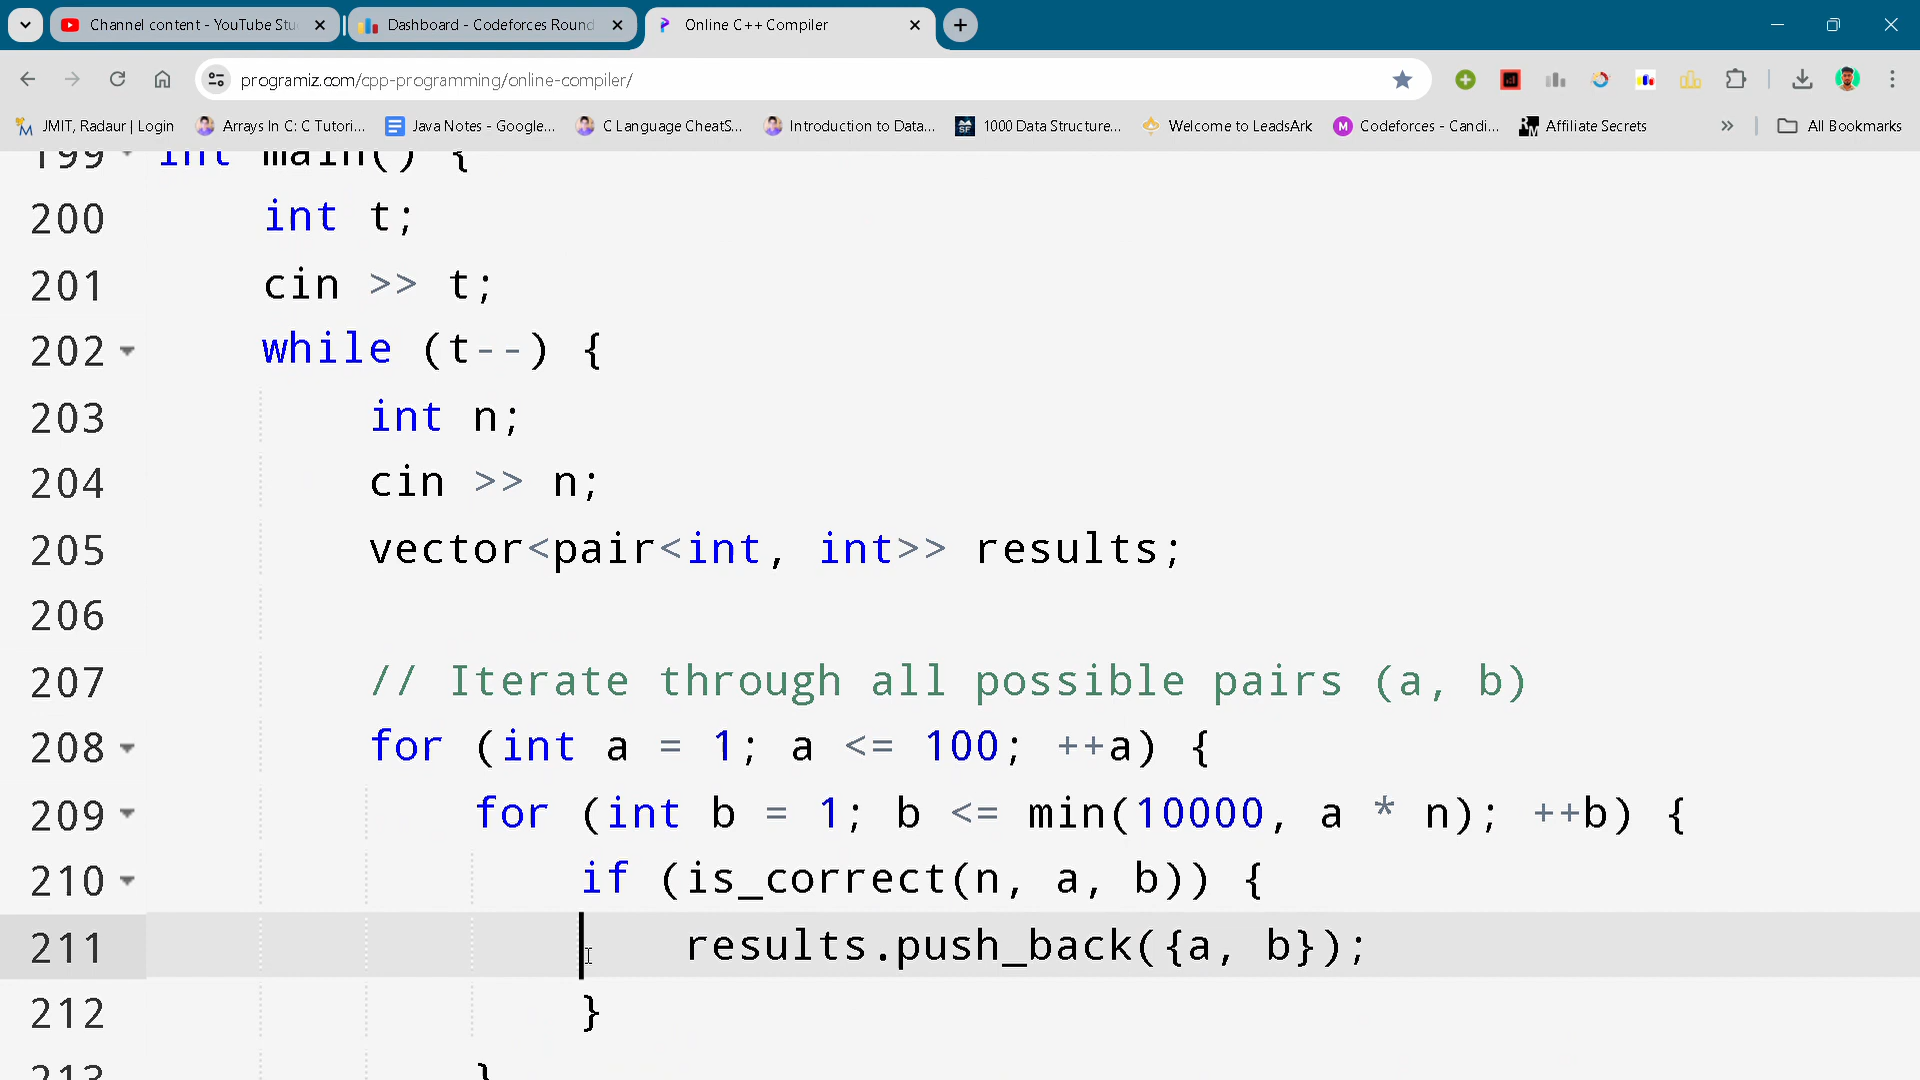 Channel content - YouTube Stu
Dashboard - Codeforces Round
Online C++ Compiler
programiz.com/cpp-programming/online-compiler/
JMIT, Radaur | Login
Arrays In C: C Tutori...
Java Notes - Google...
C Language CheatS...
Introduction to Data...
1000 Data Structure...
Welcome to LeadsArk
Codeforces - Candi...
Affiliate Secrets
All Bookmarks
199 int main() {
200 int t;
201 cin >> t;
202 while (t--) {
203 int n;
204 cin >> n;
205 vector<pair<int, int>> results;
206
207 // Iterate through all possible pairs (a, b)
208 for (int a = 1; a <= 100; ++a) {
209 for (int b = 1; b <= min(10000, a * n); ++b) {
210 if (is_correct(n, a, b)) {
211 results.push_back({a, b});
212 }
213 }